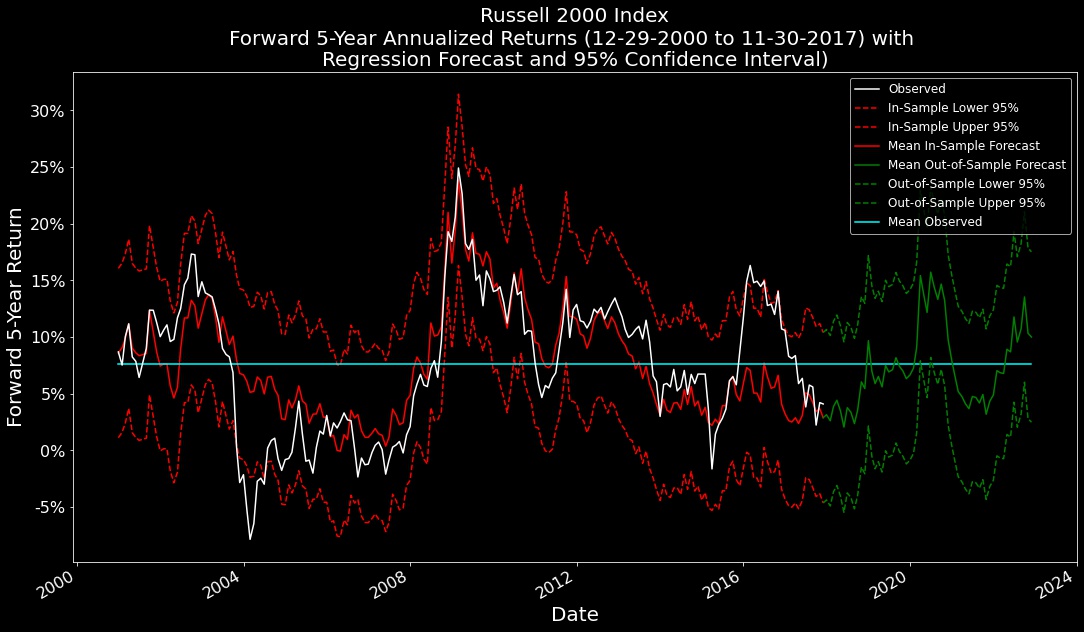 Russell 2000 Index
Forward 5-Year Annualized Returns (12-29-2000 to 11-30-2017) with
Regression Forecast and 95% Confidence Interval)
Observed
In-Sample Lower 95%
In-Sample Upper 95%
Mean In-Sample Forecast
Mean Out-of-Sample Forecast
Out-of-Sample Lower 95%
Out-of-Sample Upper 95%
Mean Observed
Forward 5-Year Return
30%
25%
20%
15%
10%
5%
0%
-5%
2000
2004
2008
2012
2016
2020
2024
Date